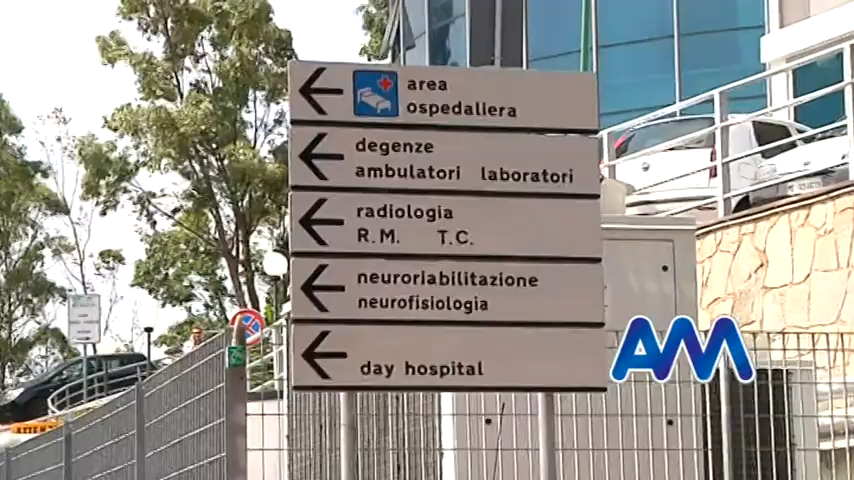 area
ospedaliera
degenze
ambulatori laboratori
radiologia
R.M. T.C.
neuroriabilitazione
neurofisiologia
day hospital
AM